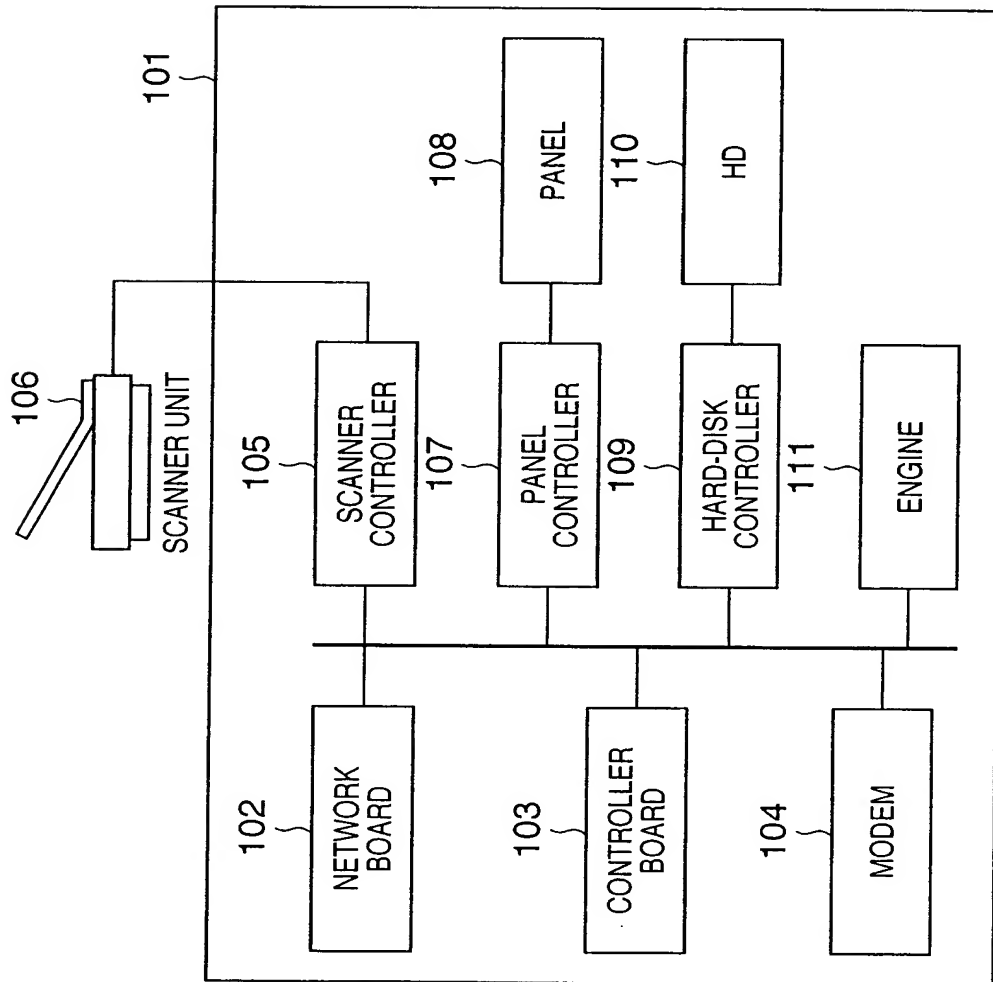 106
SCANNER UNIT
101
105
SCANNER
CONTROLLER
102
NETWORK
BOARD
107
PANEL
CONTROLLER
108
PANEL
103
CONTROLLER
BOARD
109
HARD-DISK
CONTROLLER
110
HD
104
MODEM
111
ENGINE